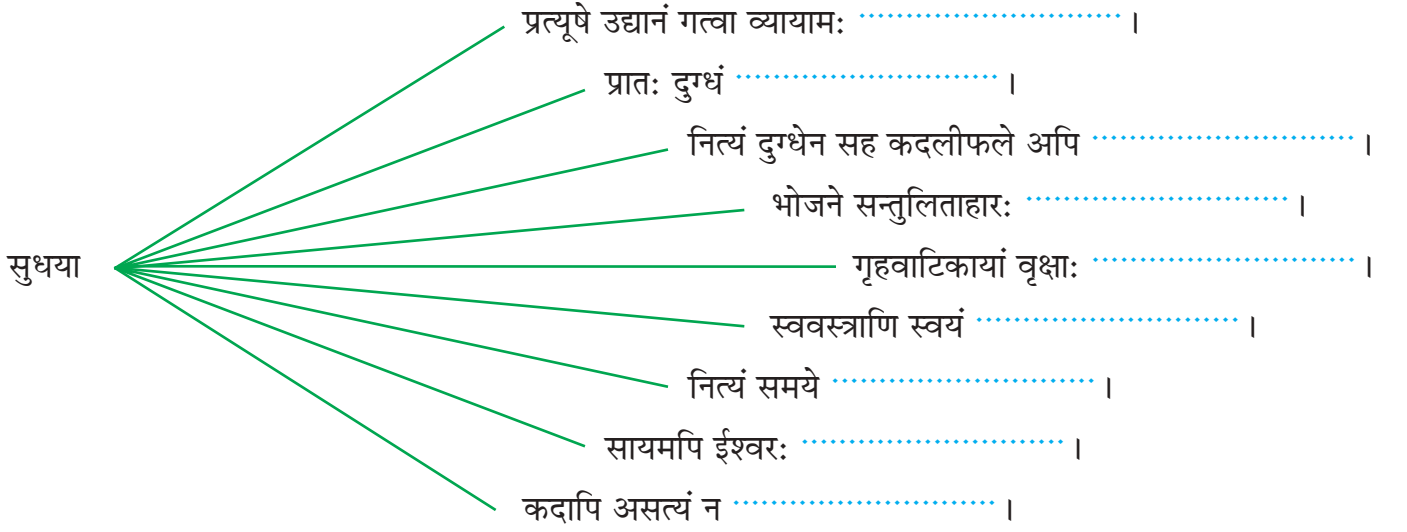 प्रत्यूषे उद्यानं गत्वा व्यायामः ................................ ।
प्रातः दुग्धं ................................ ।
नित्यं दुग्धेन सह कदलीफले अपि ................................ ।
भोजने सन्तुलिताहारः ................................ ।
सुधया गृहवाटिकायां वृक्षाः ................................ ।
स्ववस्त्राणि स्वयं ................................ ।
नित्यं समये ................................ ।
सायमपि ईश्वरः ................................ ।
कदापि असत्यं न ................................ ।